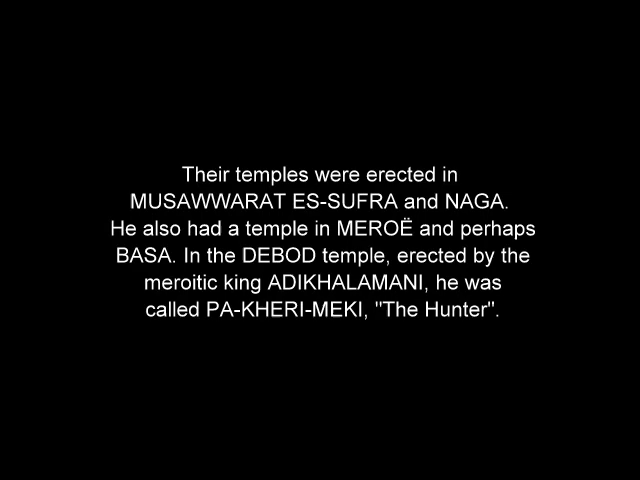 Their temples were erected in
MUSAWWARAT ES-SUFRA and NAGA.
He also had a temple in MEROË and perhaps
BASA. In the DEBOD temple, erected by the
meroitic king ADIKHALAMANI, he was
called PA-KHERI-MEKI, "The Hunter".